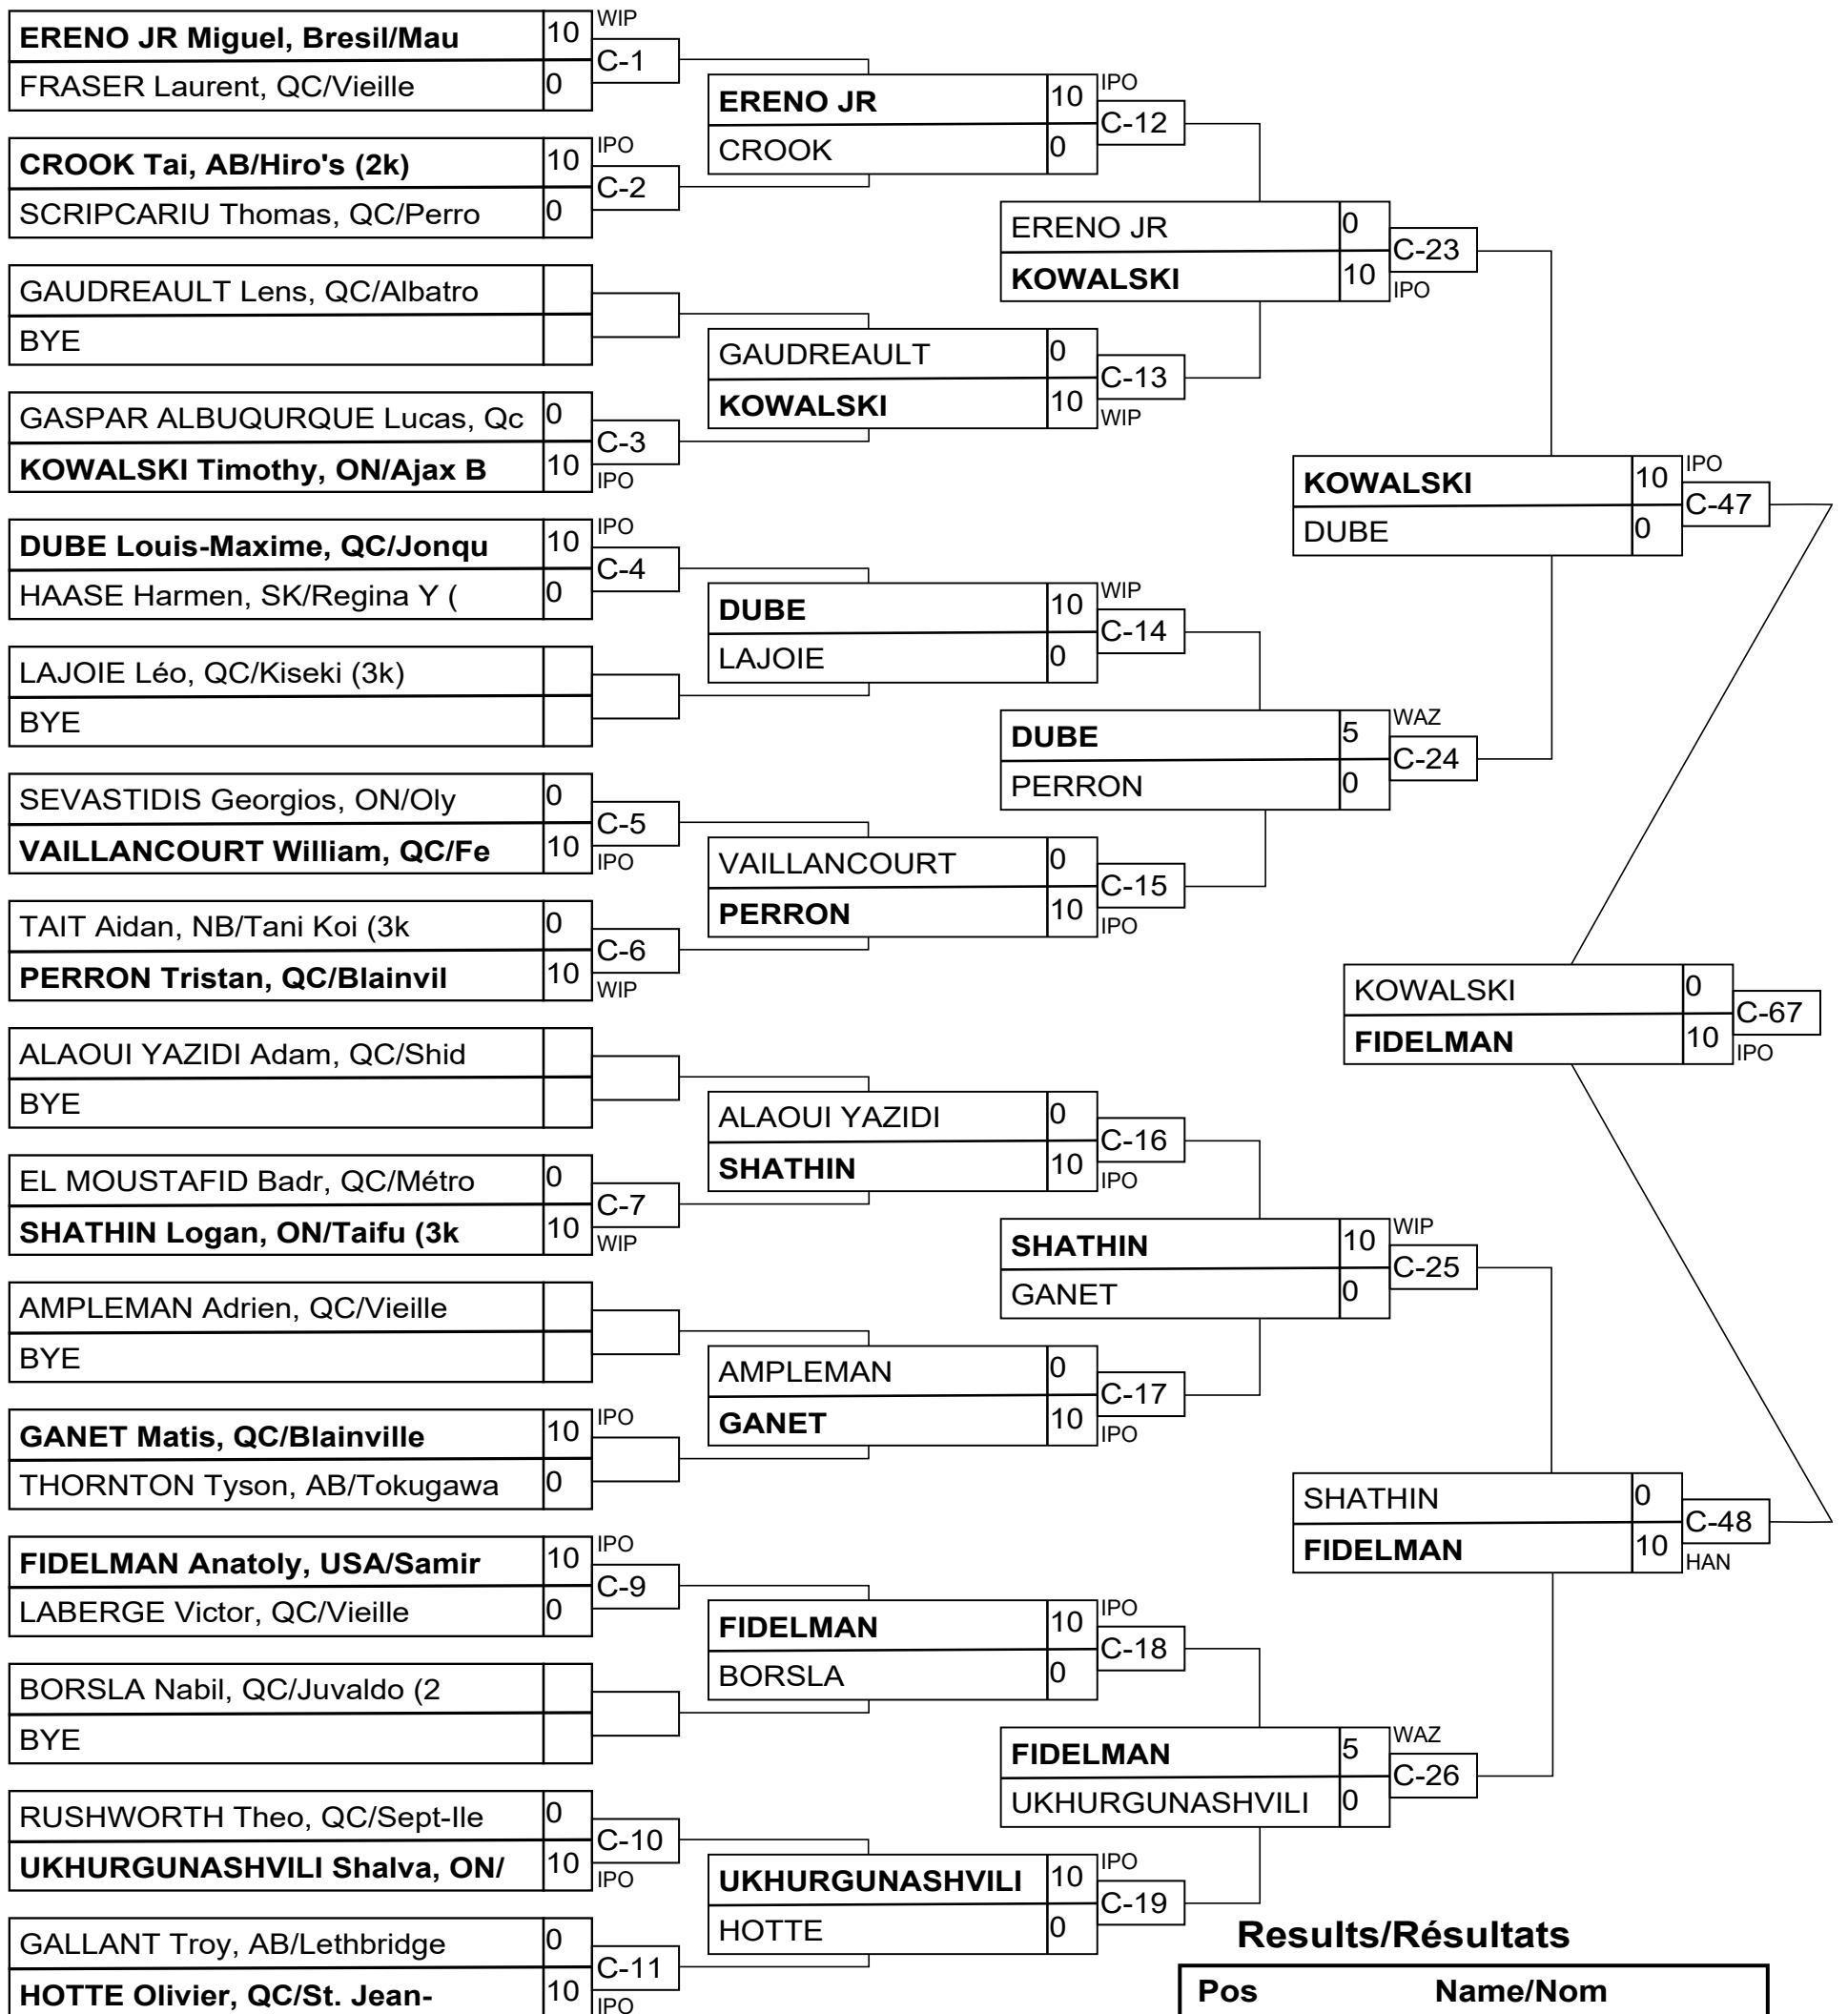 WIP
ERENO JR Miguel, Bresil/Mau 10
C-1
FRASER Laurent, QC/Vieille 0
CROOK Tai, AB/Hiro's (2k) 10
IPO
C-2
SCRIPCARIU Thomas, QC/Perro 0
GAUDREAULT Lens, QC/Albatro
BYE
GASPAR ALBUQURQUE Lucas, Qc 0
C-3
KOWALSKI Timothy, ON/Ajax B 10
IPO
DUBE Louis-Maxime, QC/Jonqu 10
IPO
C-4
HAASE Harmen, SK/Regina Y ( 0
LAJOIE Léo, QC/Kiseki (3k)
BYE
SEVASTIDIS Georgios, ON/Oly 0
C-5
VAILLANCOURT William, QC/Fe 10
IPO
TAIT Aidan, NB/Tani Koi (3k 0
C-6
PERRON Tristan, QC/Blainvil 10
WIP
ALAOUI YAZIDI Adam, QC/Shid
BYE
EL MOUSTAFID Badr, QC/Métro 0
C-7
SHATHIN Logan, ON/Taifu (3k 10
WIP
AMPLEMAN Adrien, QC/Vieille
BYE
GANET Matis, QC/Blainville 10
IPO
THORNTON Tyson, AB/Tokugawa 0
FIDELMAN Anatoly, USA/Samir 10
IPO
C-9
LABERGE Victor, QC/Vieille 0
BORSLA Nabil, QC/Juvaldo (2
BYE
RUSHWORTH Theo, QC/Sept-Ile 0
C-10
UKHURGUNASHVILI Shalva, ON/ 10
IPO
GALLANT Troy, AB/Lethbridge 0
C-11
HOTTE Olivier, QC/St. Jean- 10
IPO
ERENO JR 10
IPO
C-12
CROOK 0
GAUDREAULT 0
C-13
KOWALSKI 10
WIP
DUBE 10
WIP
C-14
LAJOIE 0
VAILLANCOURT 0
C-15
PERRON 10
IPO
ALAOUI YAZIDI 0
C-16
SHATHIN 10
IPO
AMPLEMAN 0
C-17
GANET 10
IPO
FIDELMAN 10
IPO
C-18
BORSLA 0
UKHURGUNASHVILI 10
IPO
C-19
HOTTE 0
ERENO JR 0
C-23
KOWALSKI 10
IPO
DUBE 5
WAZ
C-24
PERRON 0
SHATHIN 10
WIP
C-25
GANET 0
FIDELMAN 5
WAZ
C-26
UKHURGUNASHVILI 0
KOWALSKI 10
IPO
C-47
DUBE 0
SHATHIN 0
C-48
FIDELMAN 10
HAN
KOWALSKI 0
C-67
FIDELMAN 10
IPO
Results/Résultats
Pos Name/Nom